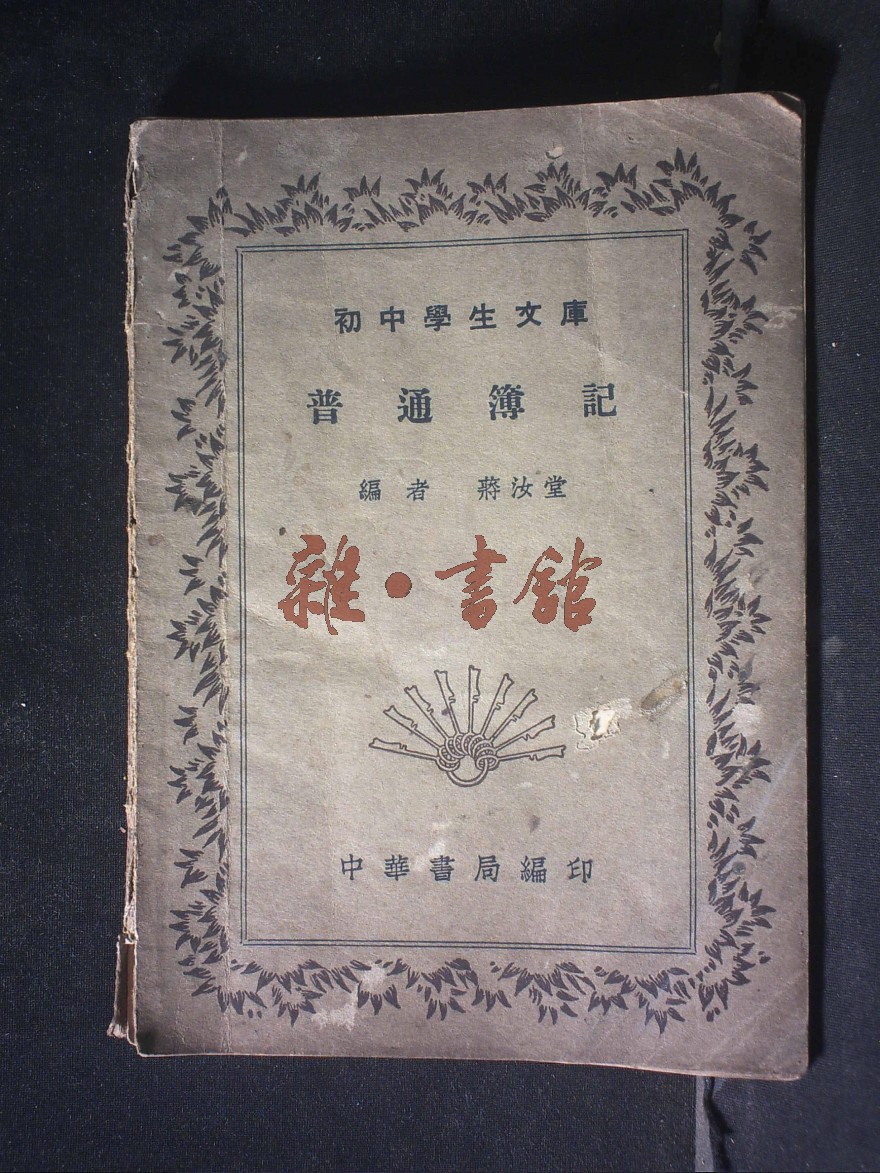 初中學生文庫
普通簿記
編者 蔣汝堂
雜·書館
中華書局編印